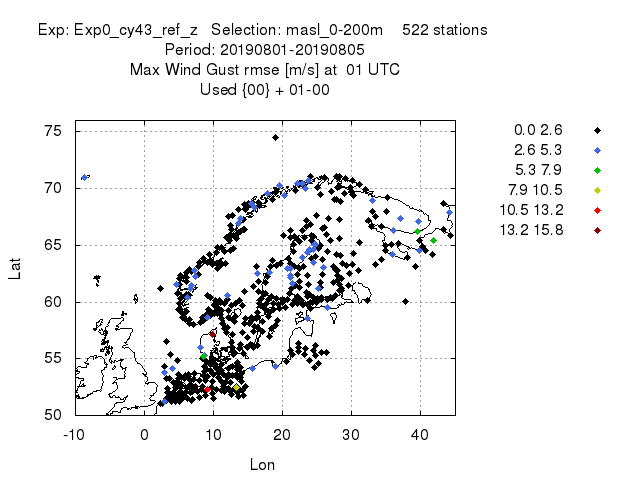 Exp: Exp0_cy43_ref_z   Selection: masl_0-200m    522 stations
Period: 20190801-20190805
Max Wind Gust rmse [m/s] at  01 UTC
Used {00} + 01-00
75
70
65
60
55
50
-10 0 10 20 30 40
Lat
Lon
0.0 2.6
2.6 5.3
5.3 7.9
7.9 10.5
10.5 13.2
13.2 15.8